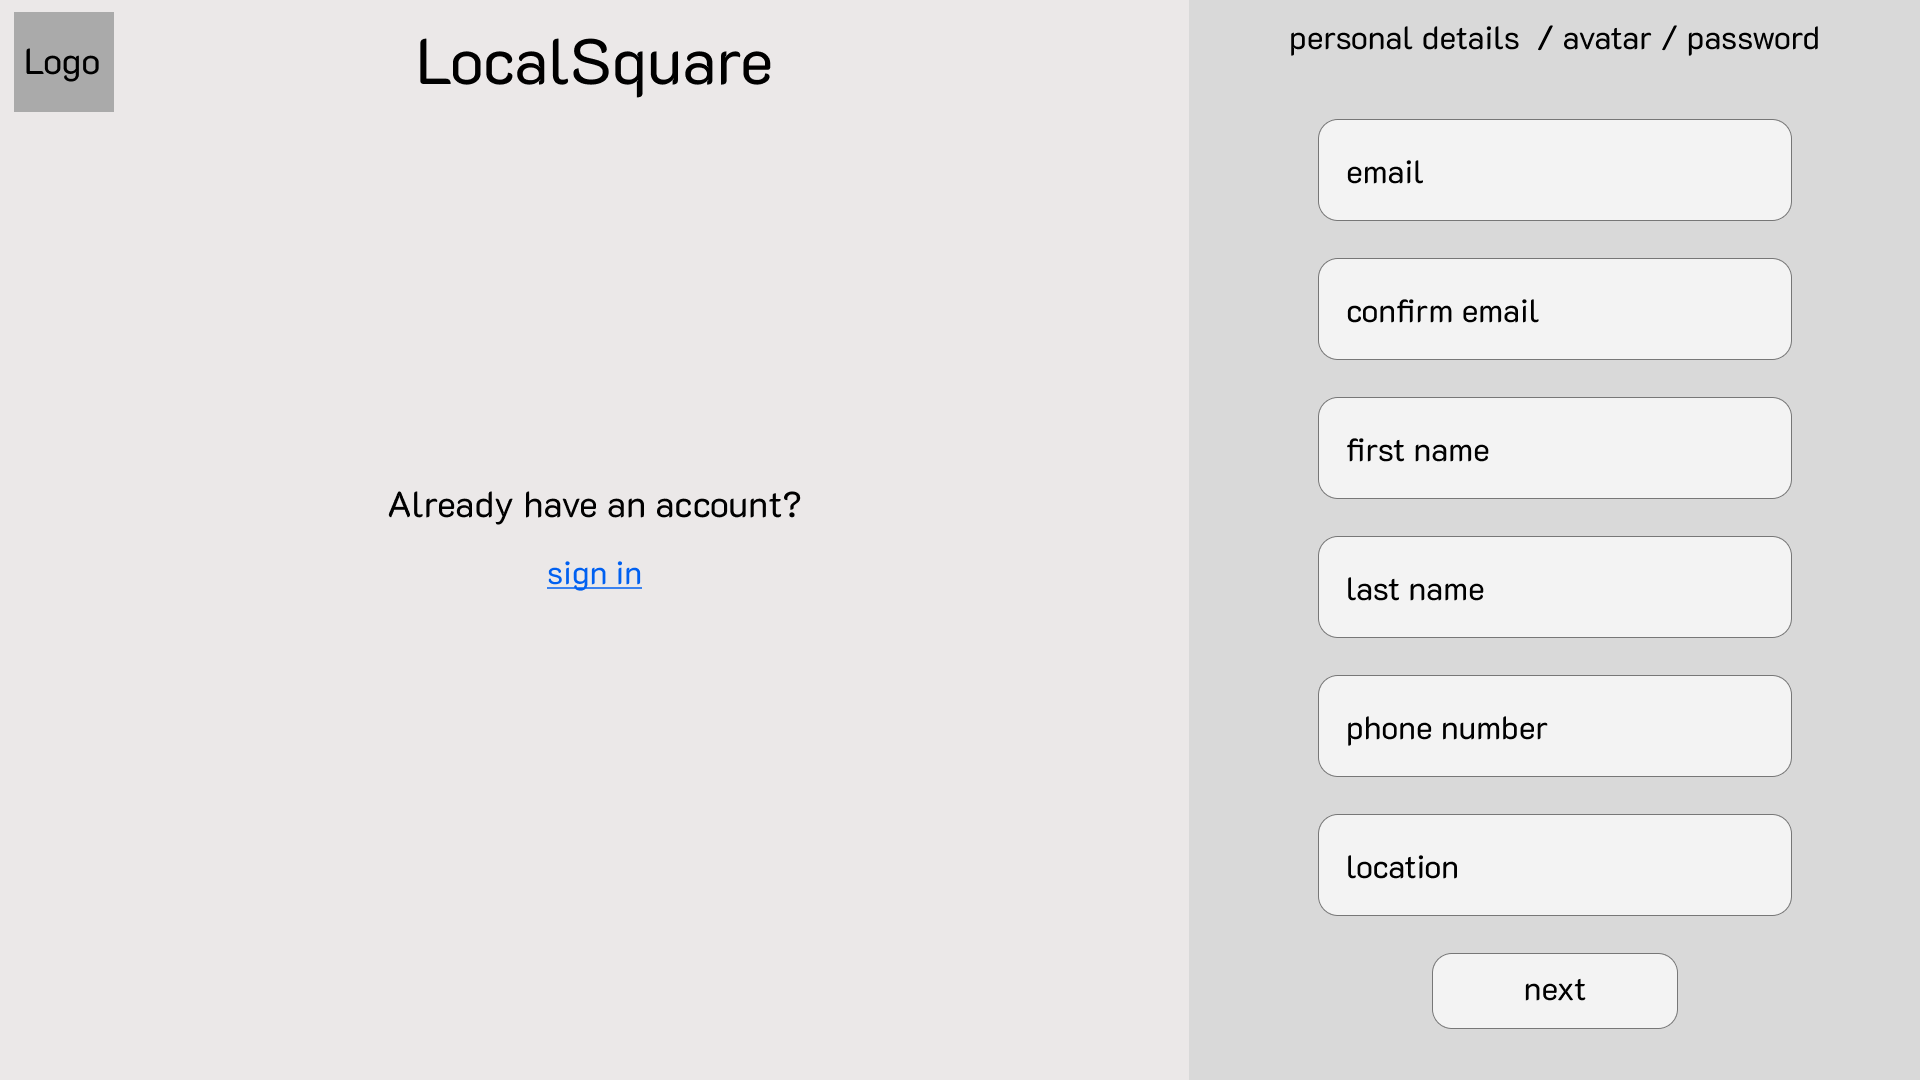 Logo
LocalSquare
Already have an account?
sign in
personal details / avatar / password
email
confirm email
first name
last name
phone number
location
next